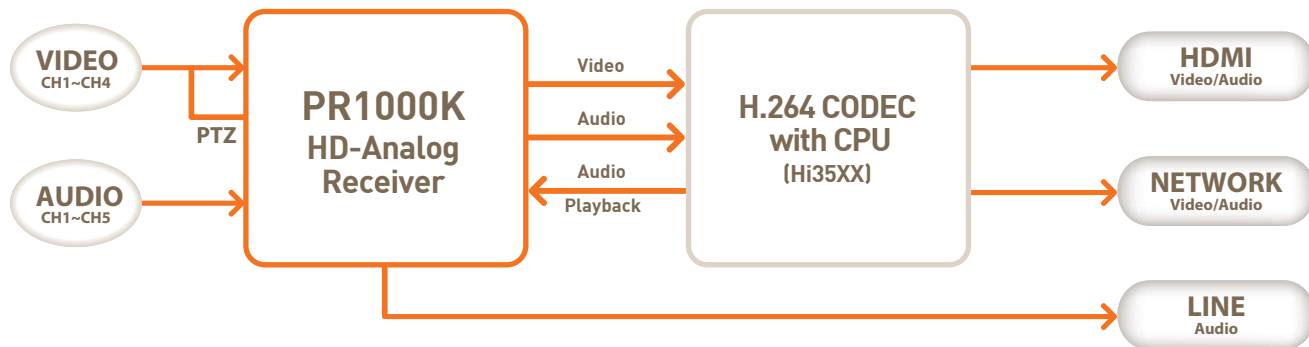 VIDEO
CH1~CH4
PTZ
AUDIO
CH1~CH5
PR1000K
HD-Analog
Receiver
Video
Audio
Audio
Playback
H.264 CODEC
with CPU
(Hi35XX)
HDMI
Video/Audio
NETWORK
Video/Audio
LINE
Audio